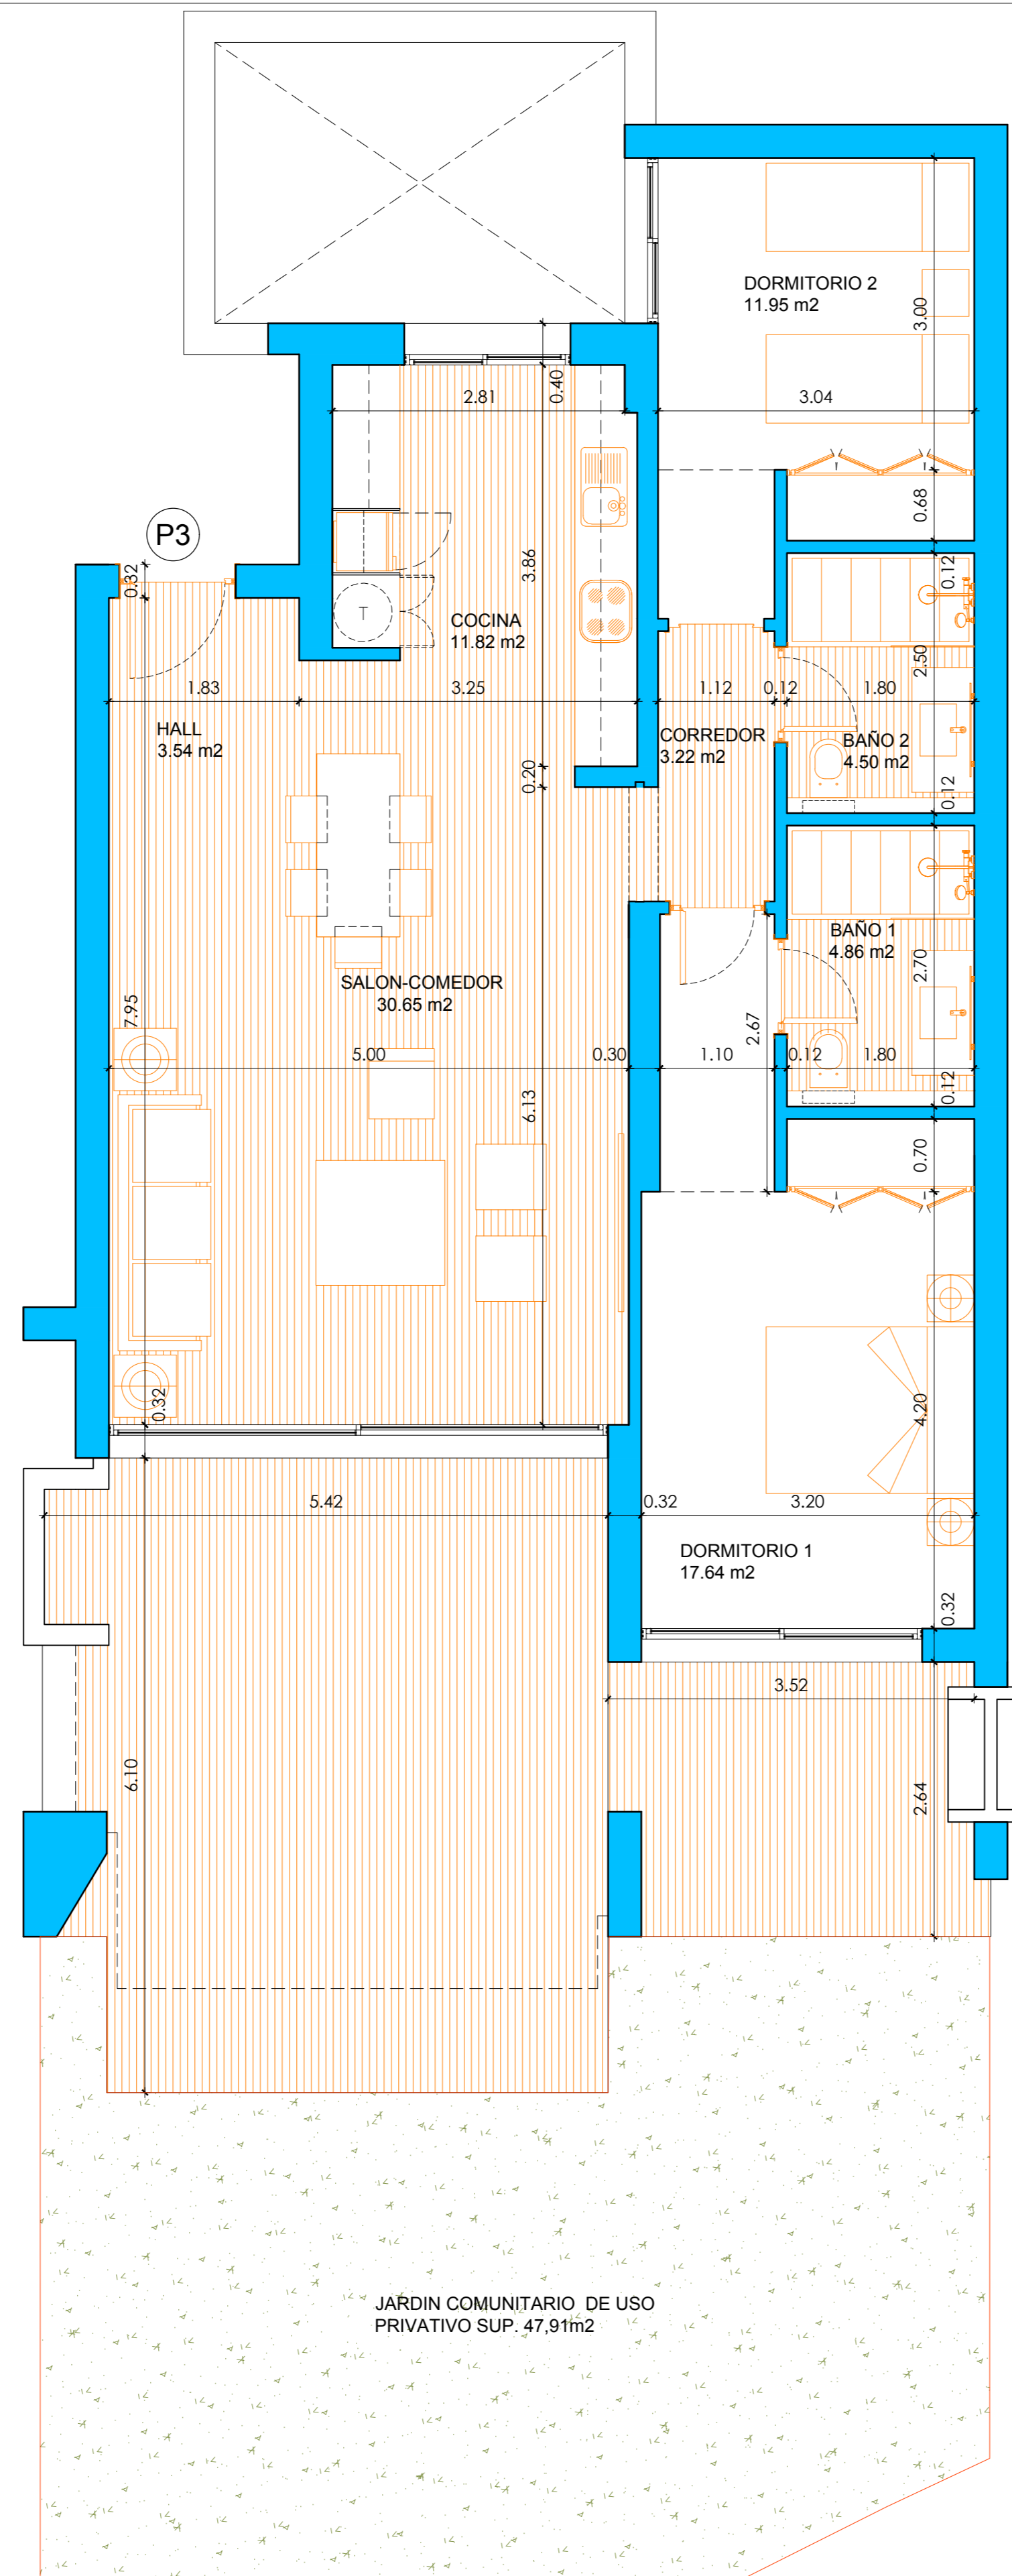 DORMITORIO 2
11.95 m2
3.00
0.40
2.81
3.04
0.68
P3
0.32
3.86
0.12
T
COCINA
11.82 m2
2.50
1.83
3.25
1.12
0.12
1.80
HALL
3.54 m2
CORREDOR
3.22 m2
BAÑO 2
4.50 m2
0.20
0.12
BAÑO 1
4.86 m2
2.70
SALON-COMEDOR
30.65 m2
7.95
2.67
5.00
0.30
1.10
0.12
1.80
6.13
0.12
0.70
0.32
4.20
5.42
0.32
3.20
DORMITORIO 1
17.64 m2
0.32
3.52
6.10
2.64
JARDIN COMUNITARIO DE USO
PRIVATIVO SUP. 47,91m2